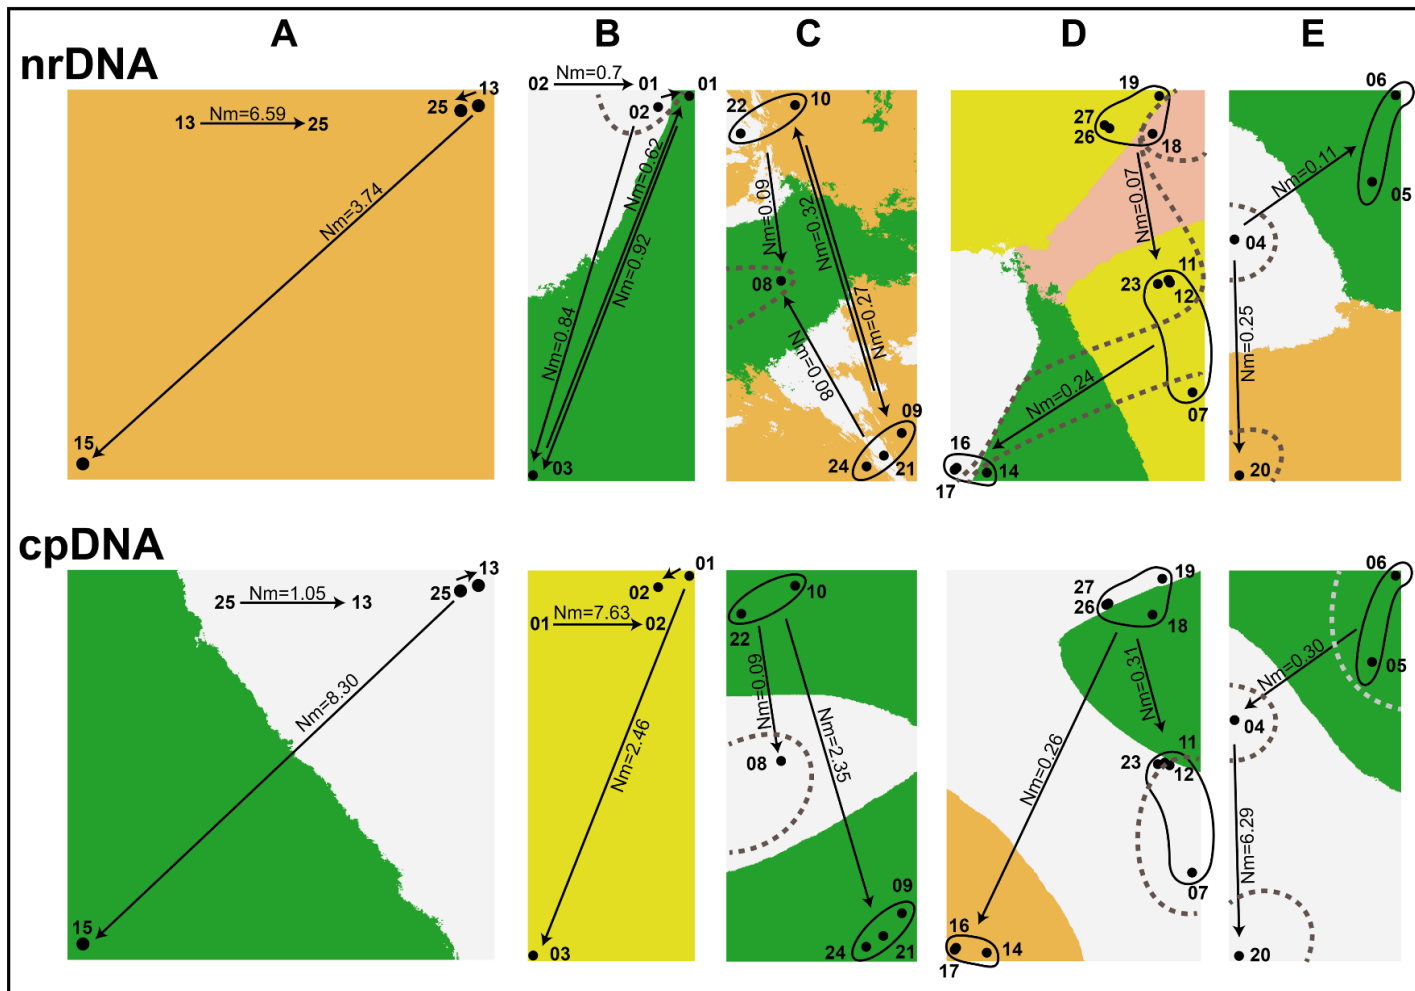 A B C D E
nrDNA
13 Nm=6.59 25
25 13
Nm=3.74
15
02 Nm=0.7 01 01
02
Nm=0.62
Nm=0.92
Nm=0.84
03
22 10
Nm=0.09
Nm=0.32
08
Nm=0.27
Nm=0.08
09
24 21
19
27
26 18
Nm=0.07
11
23 12
Nm=0.24
07
16
14
17
06
Nm=0.11
05
04
Nm=0.25
20
cpDNA
25 Nm=1.05 13
25 13
Nm=8.30
15
01
02
01 Nm=7.63 02
Nm=2.46
03
10
22
Nm=0.09
Nm=2.35
08
09
24 21
19
27
26 18
Nm=0.31
Nm=0.26
11
23 12
07
16
14
17
06
05
Nm=0.30
04
Nm=6.29
20